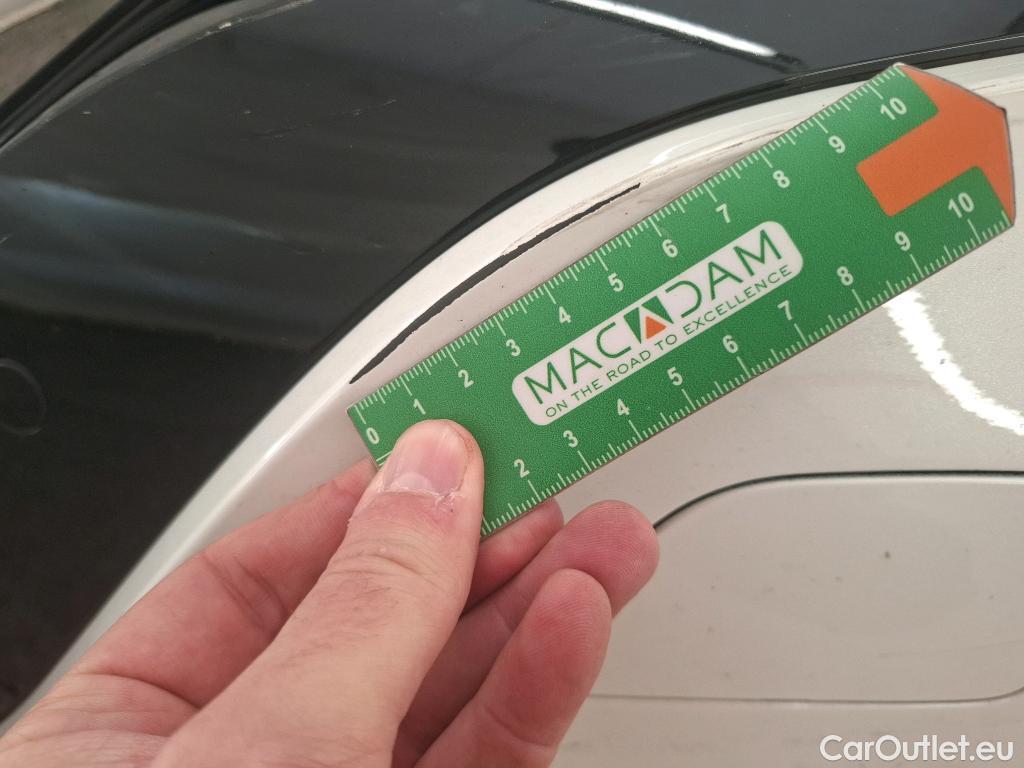 0 1 2 3 4 5 6 7 8 9 10
MACADAM
ON THE ROAD TO EXCELLENCE
2 3 4 5 6 7 8 9 10
CarOutlet.eu